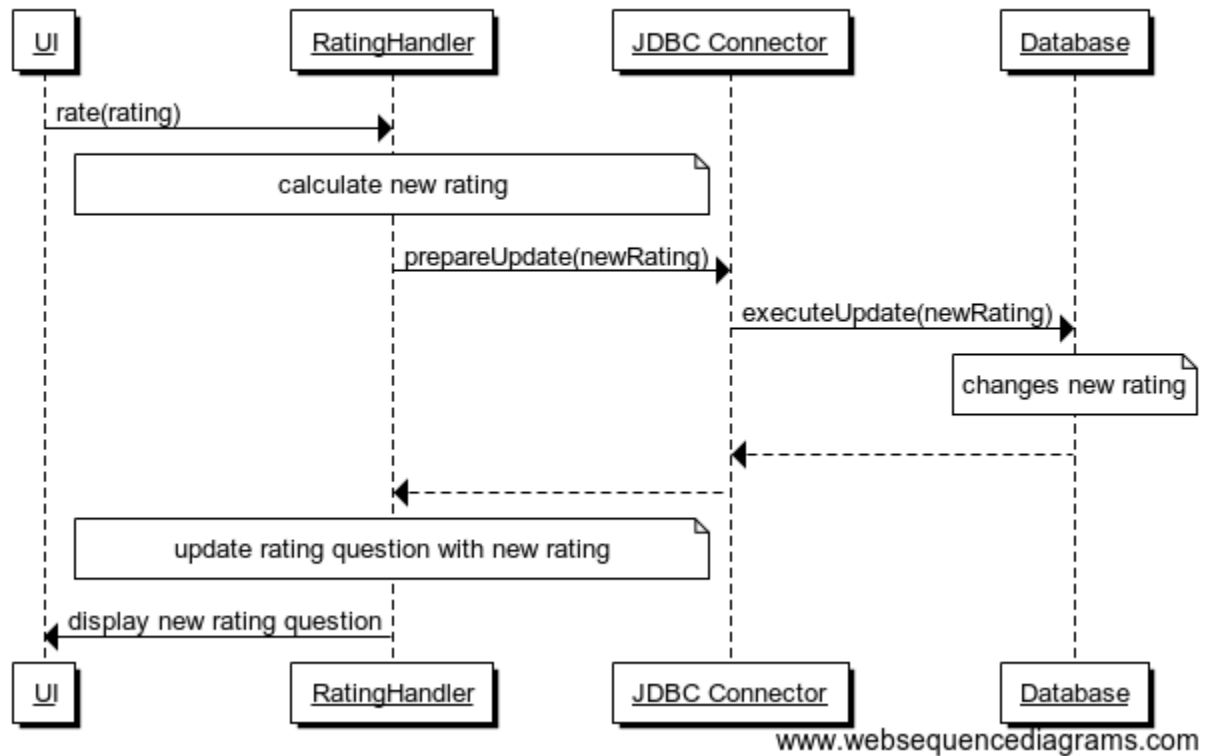 UI RatingHandler JDBC Connector Database
rate(rating)
calculate new rating
prepareUpdate(newRating)
executeUpdate(newRating)
changes new rating
update rating question with new rating
display new rating question
UI RatingHandler JDBC Connector Database
www.websequencediagrams.com